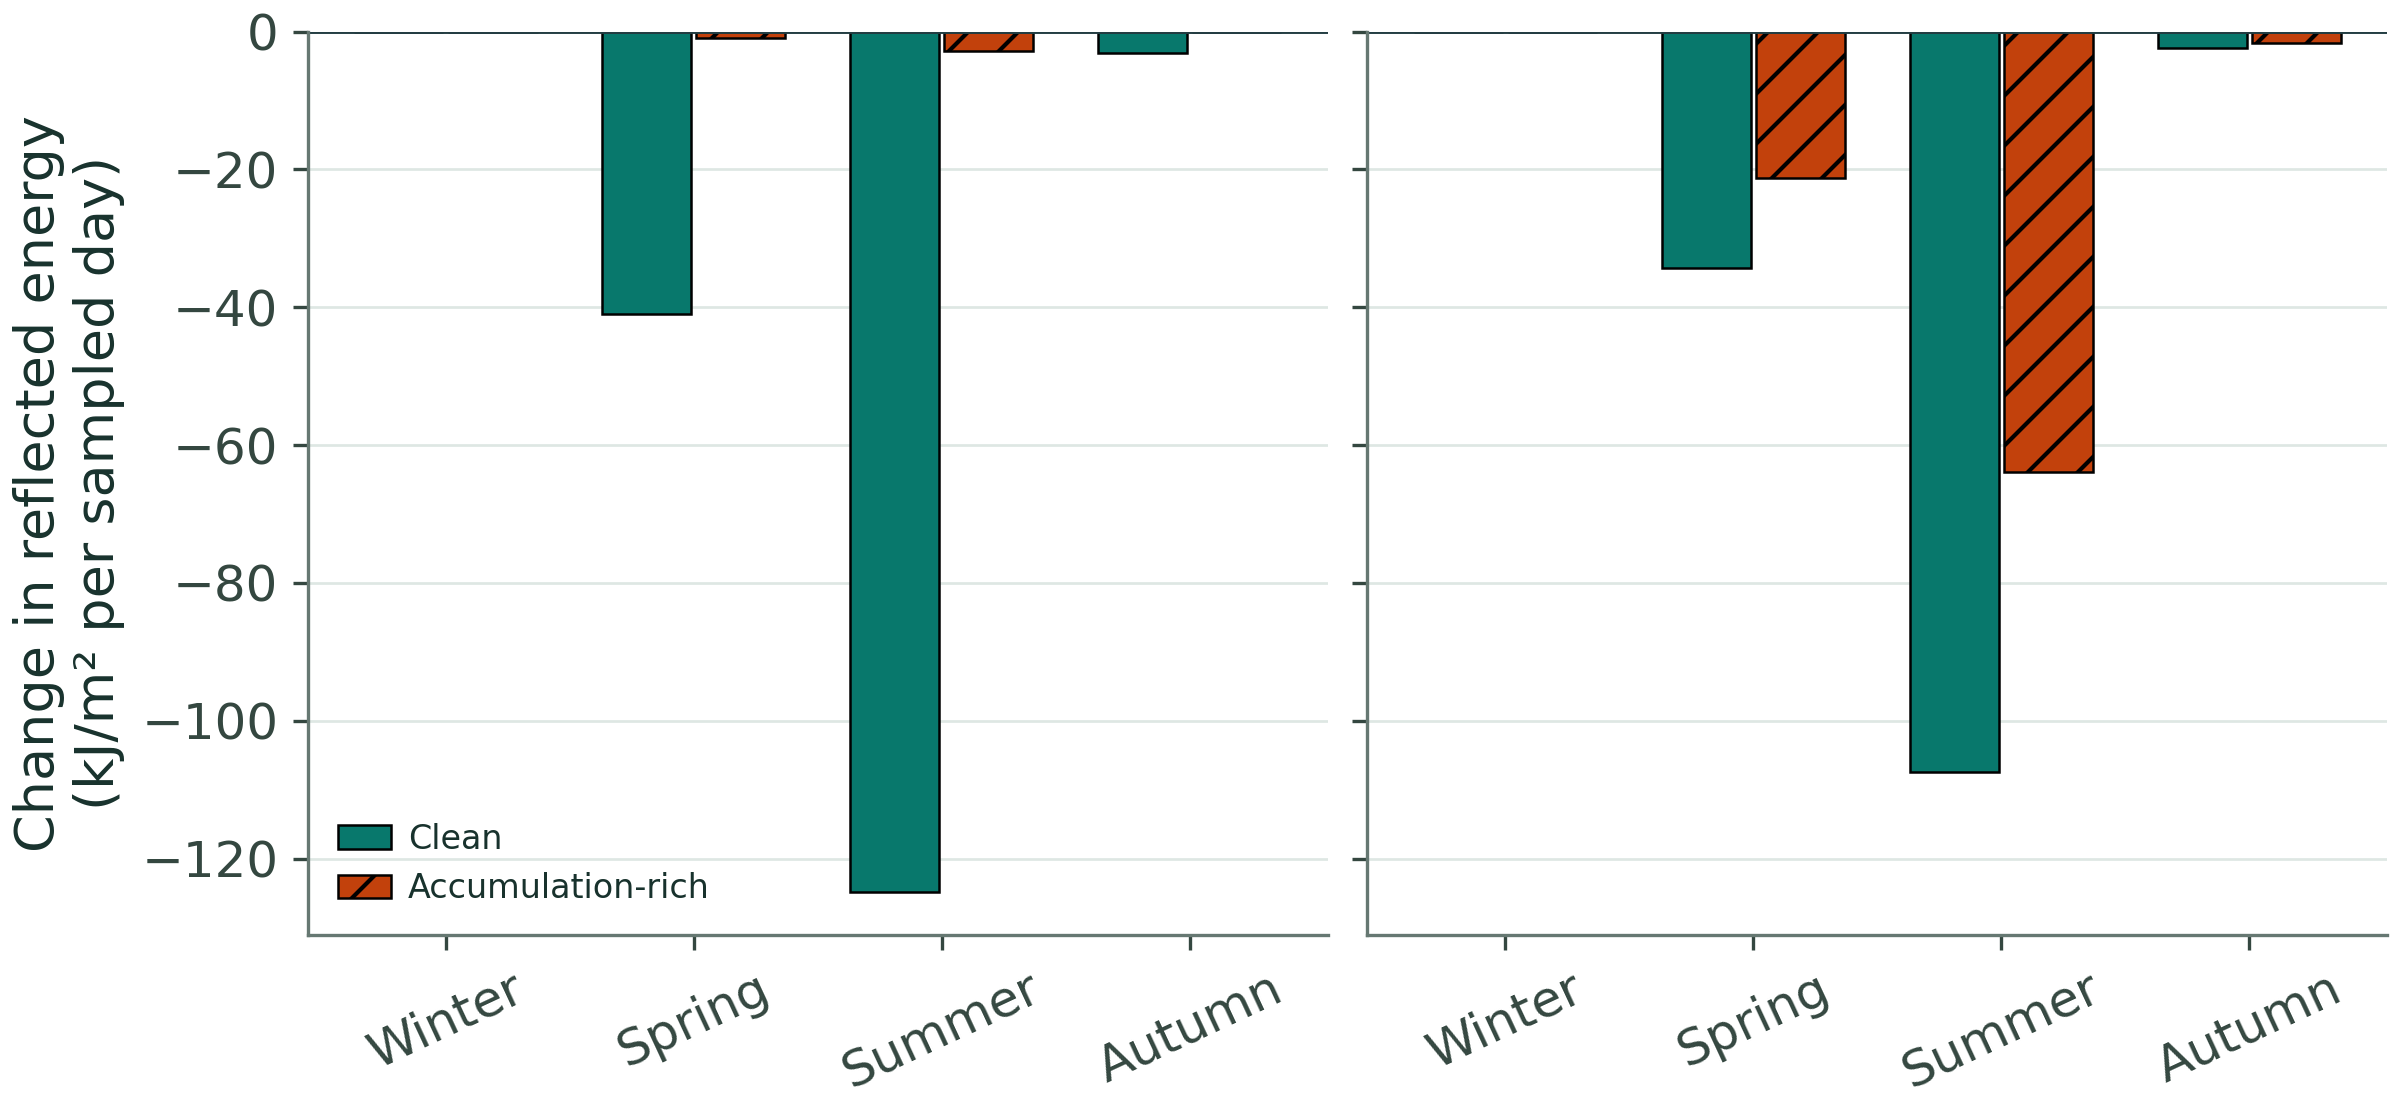 Change in reflected energy
(kJ/m² per sampled day)
0
−20
−40
−60
−80
−100
−120
Clean
Accumulation-rich
Winter
Spring
Summer
Autumn
Winter
Spring
Summer
Autumn